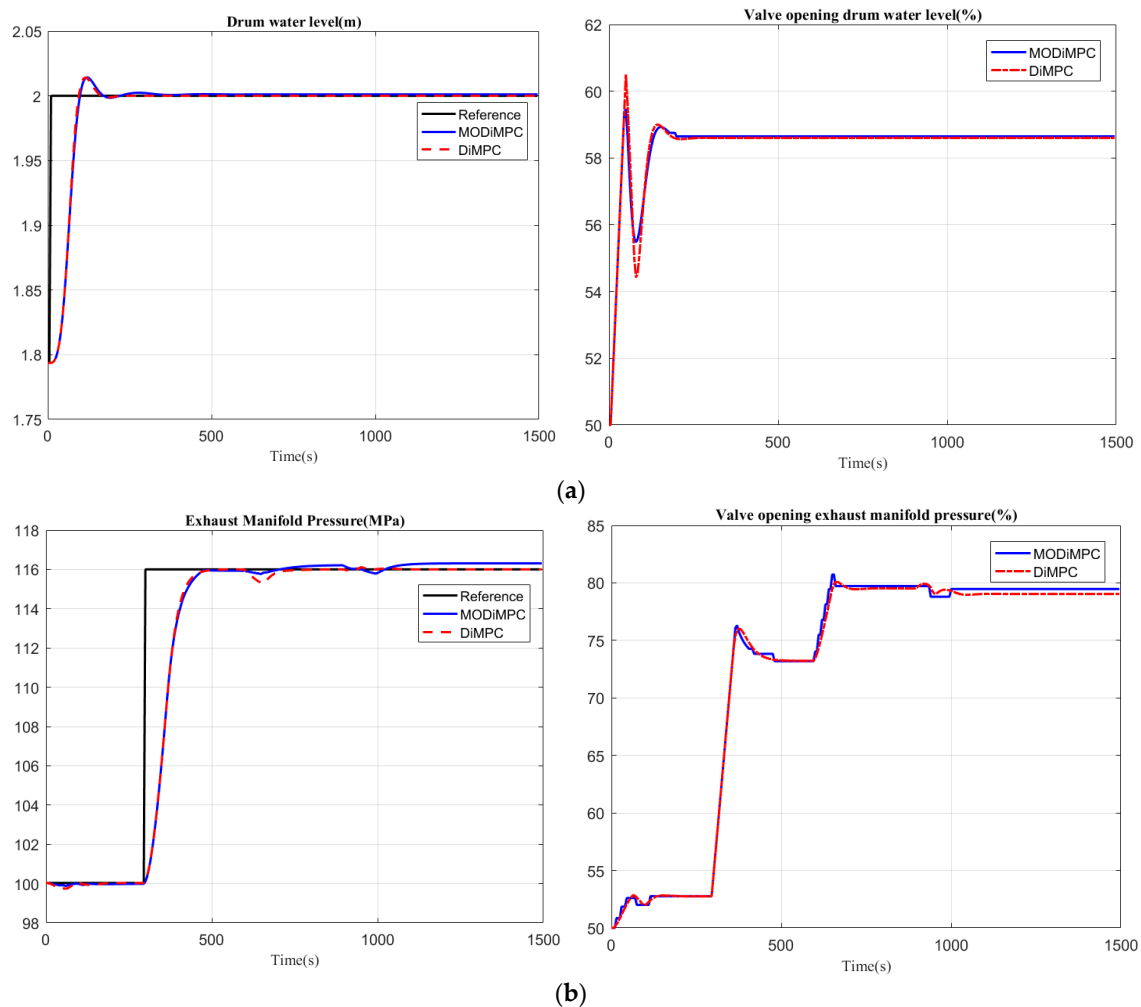 Drum water level(m)
2.05
2
1.95
1.9
1.85
1.8
1.75
Reference
MODiMPC
DiMPC
0 500 1000 1500
Time(s)
Valve opening drum water level(%)
62
60
58
56
54
52
50
MODiMPC
DiMPC
0 500 1000 1500
Time(s)
(a)
Exhaust Manifold Pressure(MPa)
118
116
114
112
110
108
106
104
102
100
98
Reference
MODiMPC
DiMPC
0 500 1000 1500
Time(s)
Valve opening exhaust manifold pressure(%)
85
80
75
70
65
60
55
50
MODiMPC
DiMPC
0 500 1000 1500
Time(s)
(b)